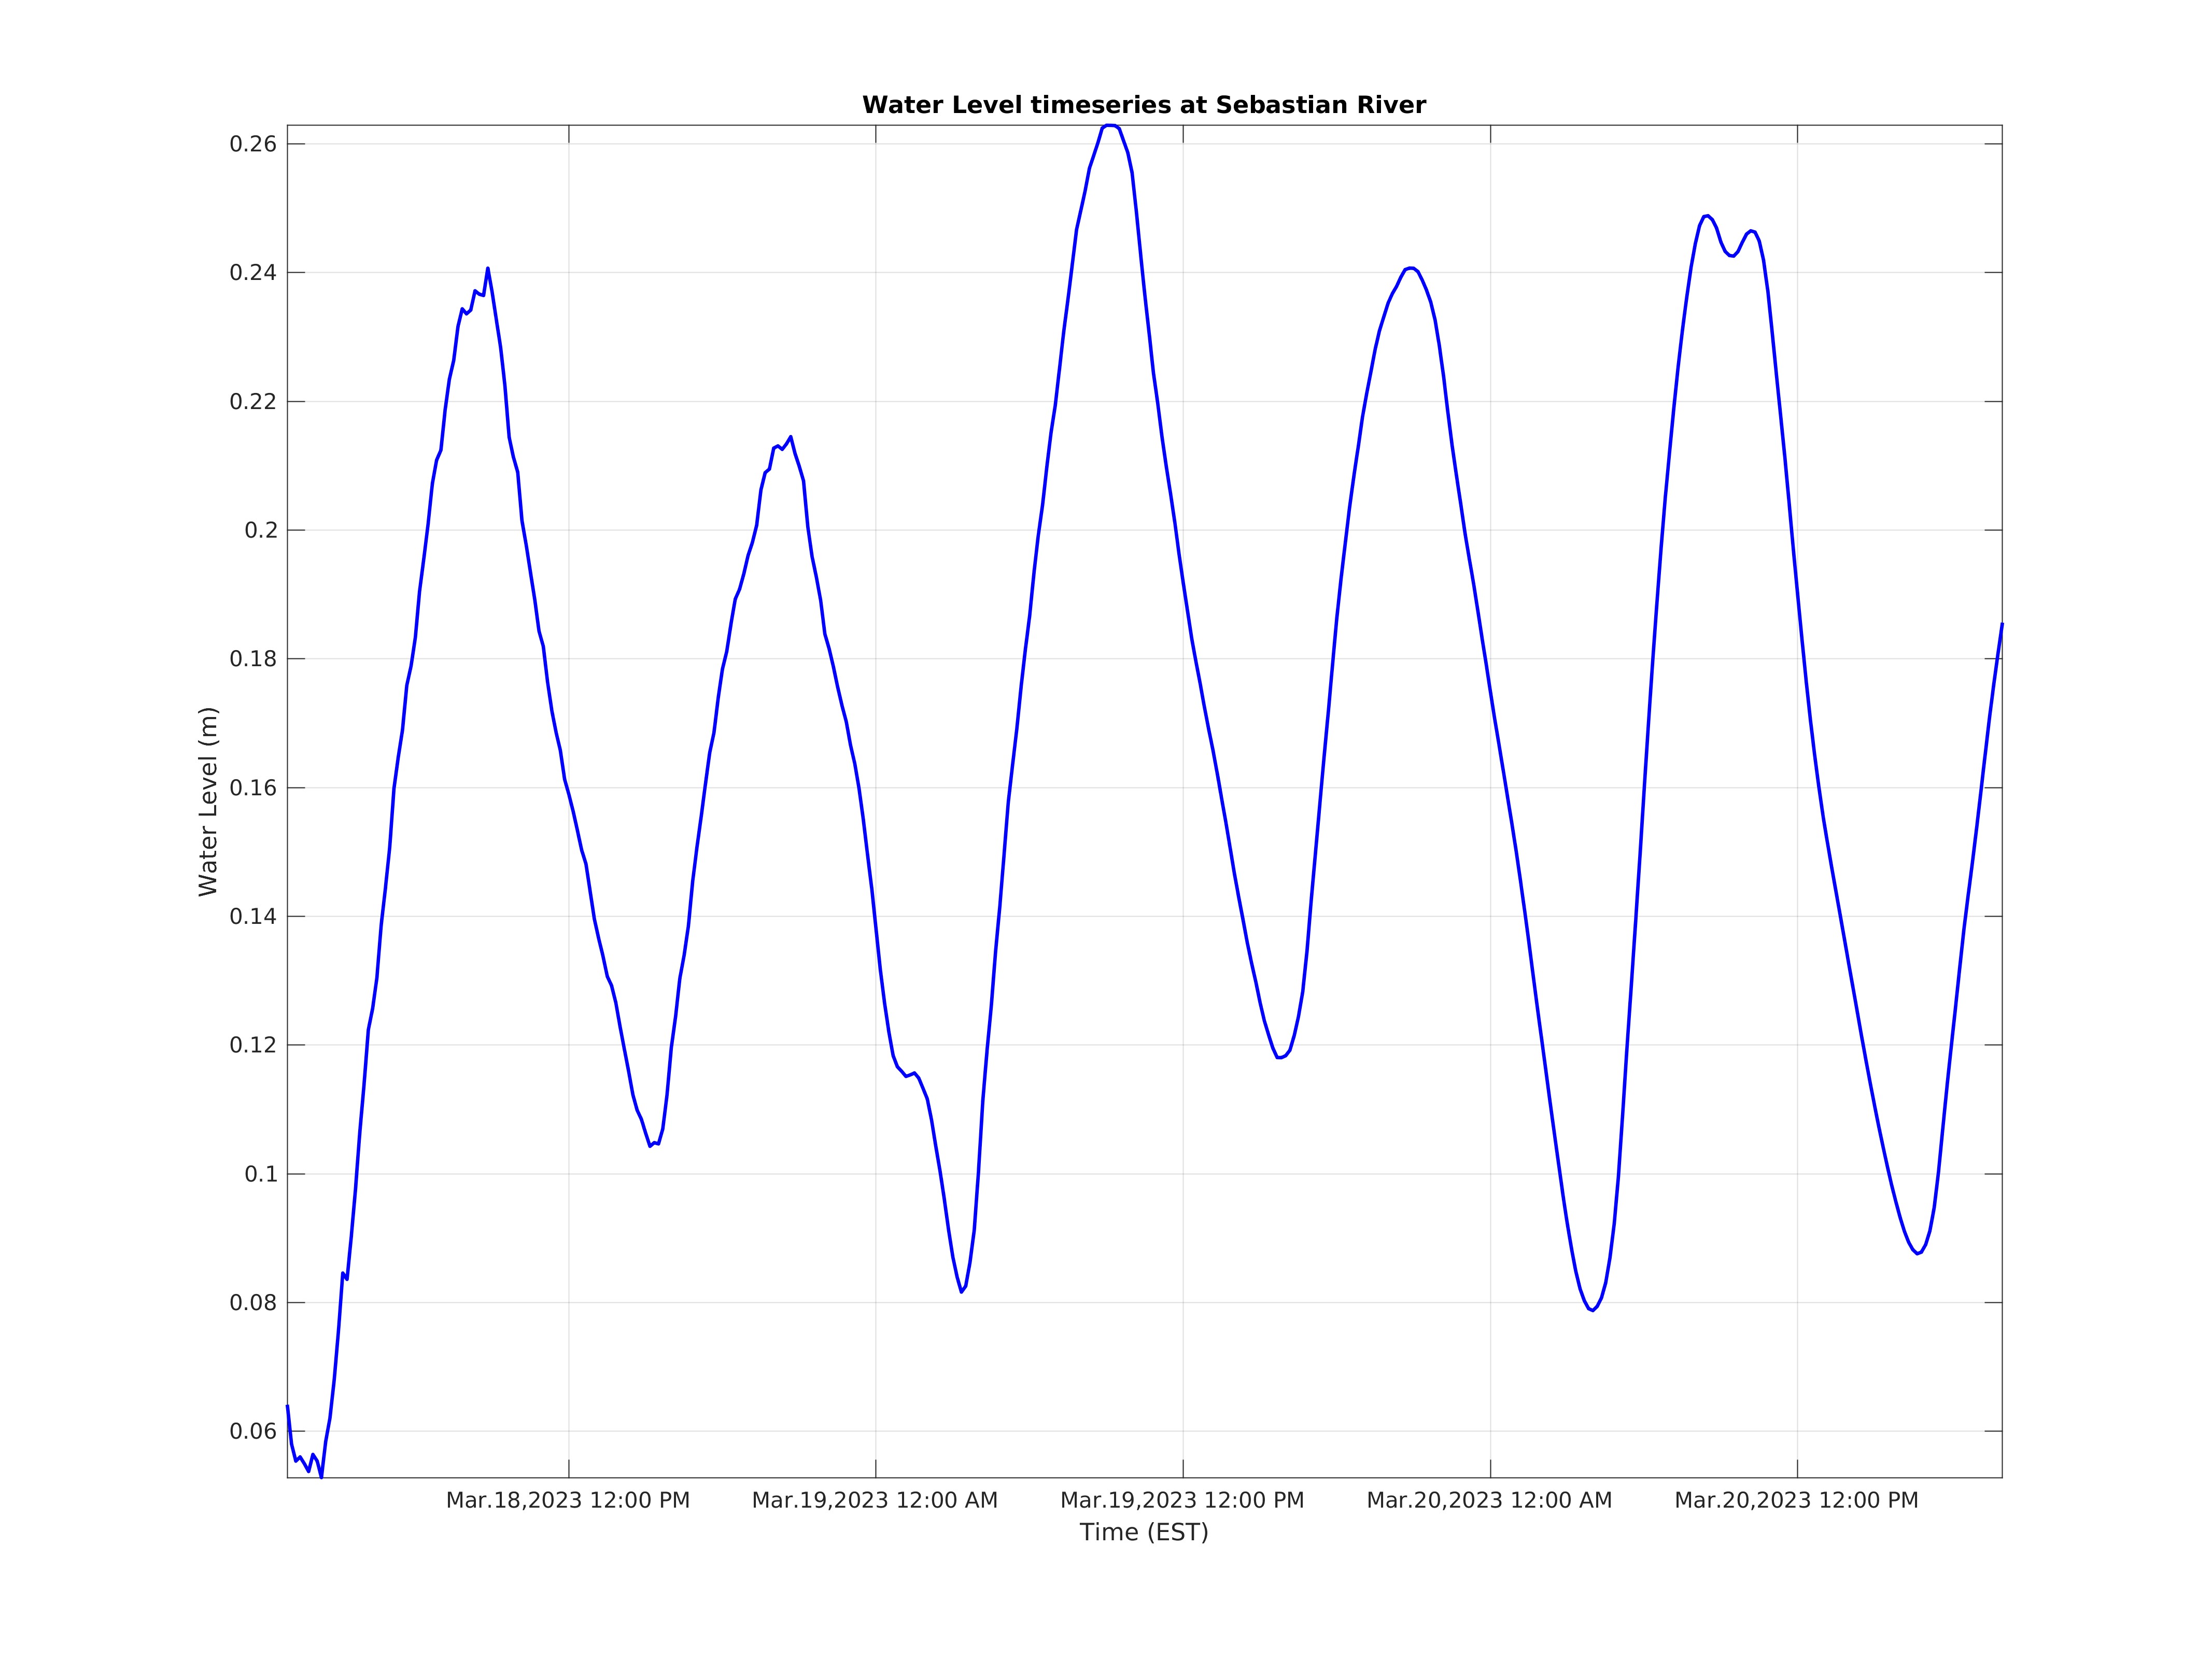 Water Level timeseries at Sebastian River
0.26
0.24
0.22
0.2
0.18
0.16
0.14
0.12
0.1
0.08
0.06
Water Level (m)
Mar.18,2023 12:00 PM Mar.19,2023 12:00 AM Mar.19,2023 12:00 PM Mar.20,2023 12:00 AM Mar.20,2023 12:00 PM
Time (EST)